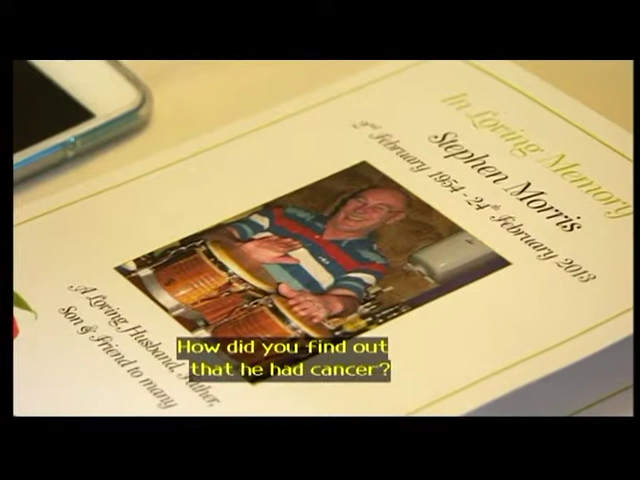 In Loving Memory
Stephen Morris
2nd February 1954 - 24th February 2013
A Loving Husband, Father,
Son & Friend to many
How did you find out
that he had cancer?